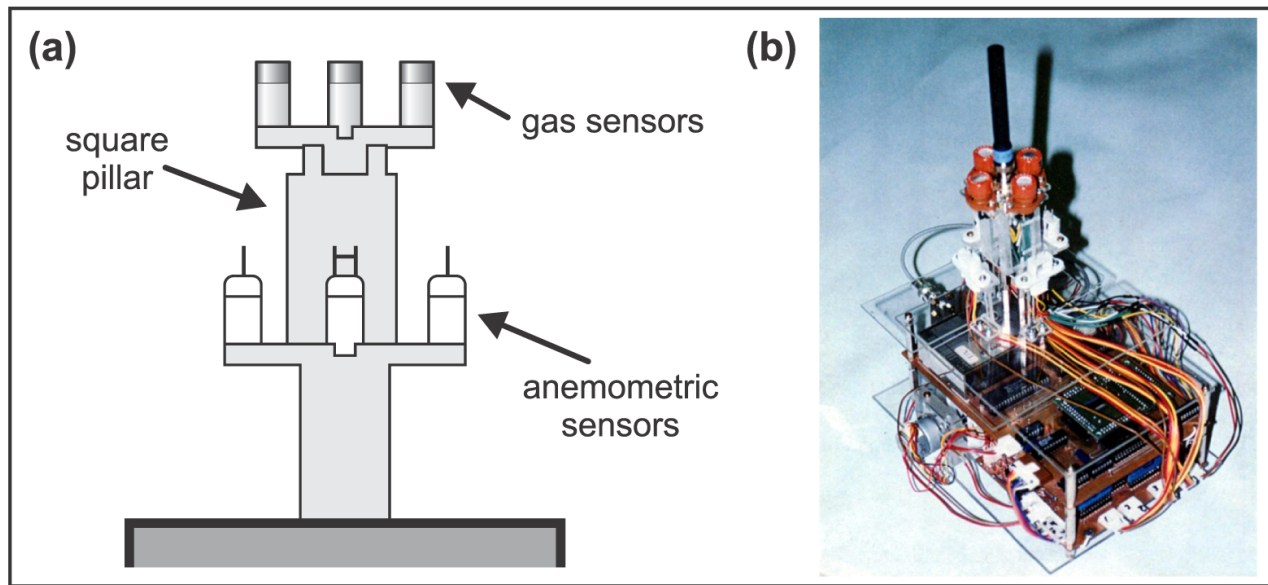 (a)
gas sensors
square
pillar
anemometric
sensors
(b)